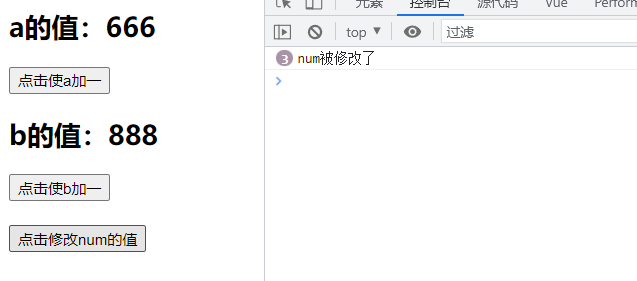 a的值：666
点击使a加一
b的值：888
点击使b加一
点击修改num的值
元素 控制台 源代码 Vue Perform
top ▼ 过滤
3 num被修改了